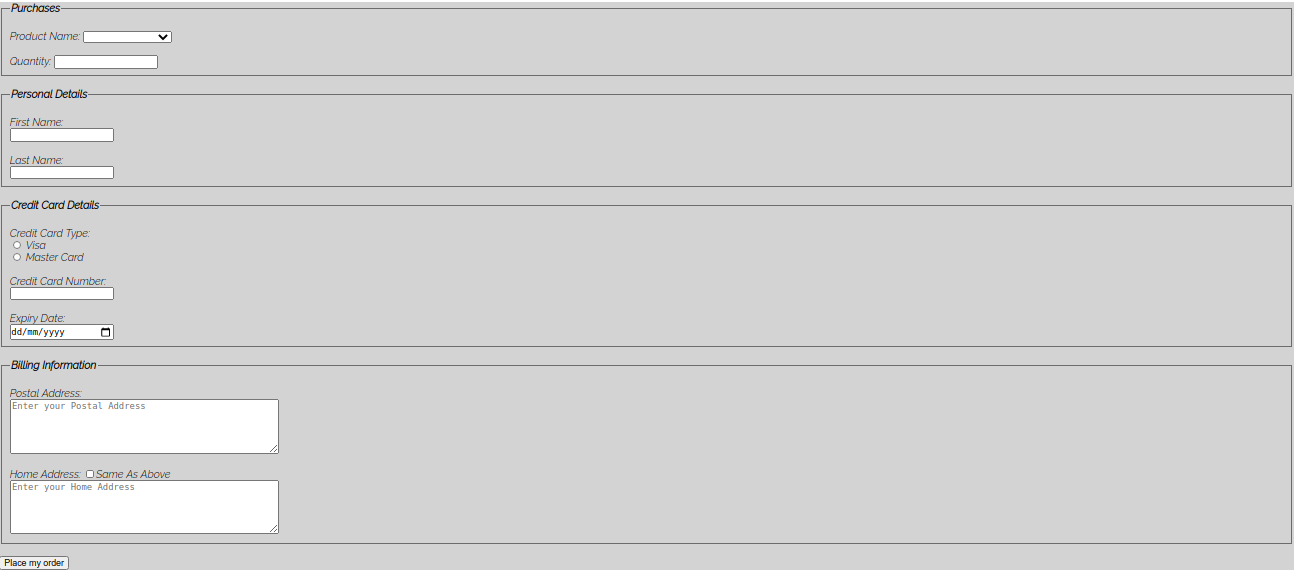 Purchases
Product Name:
Quantity:
Personal Details
First Name:
Last Name:
Credit Card Details
Credit Card Type:
Visa
Master Card
Credit Card Number:
Expiry Date:
dd/mm/yyyy
Billing Information
Postal Address:
Enter your Postal Address
Home Address: Same As Above
Enter your Home Address
Place my order